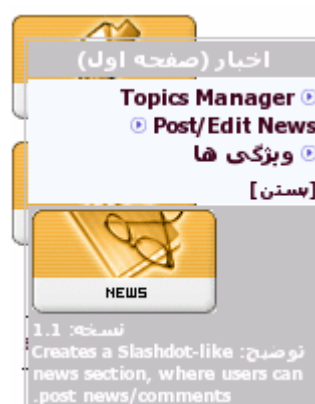 اخبار (صفحه اول)
Topics Manager
Post/Edit News
ویژگی ها
[بستن]
NEWS
نسخه: 1.1
توضیح: Creates a Slashdot-like
news section, where users can
post news/comments.